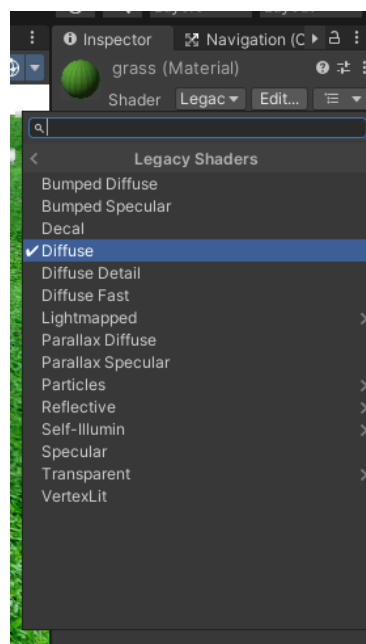 Inspector Navigation (C
grass (Material)
Shader Legac Edit...
Legacy Shaders
Bumped Diffuse
Bumped Specular
Decal
Diffuse
Diffuse Detail
Diffuse Fast
Lightmapped
Parallax Diffuse
Parallax Specular
Particles
Reflective
Self-Illumin
Specular
Transparent
VertexLit